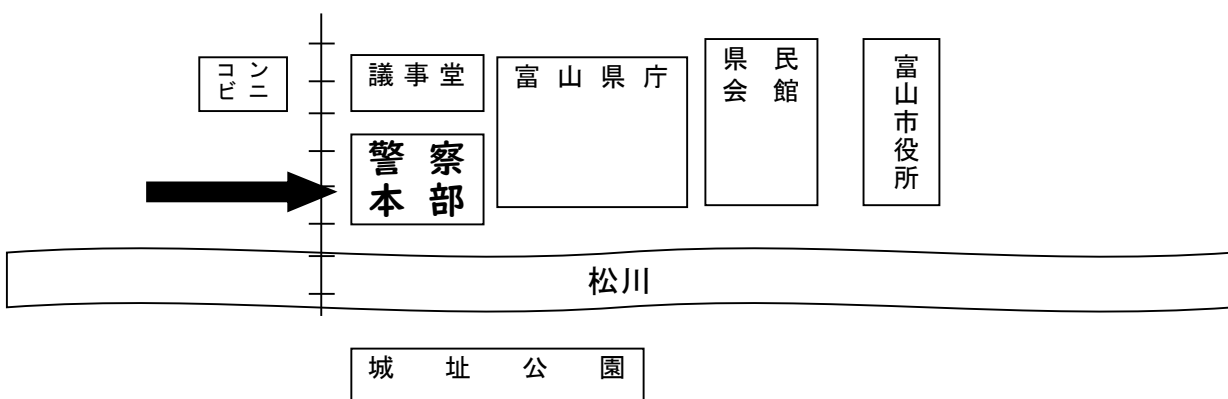 コン
ビニ
議事堂
警察
本部
富山県庁
県民
会館
富山市役所
松川
城址公園